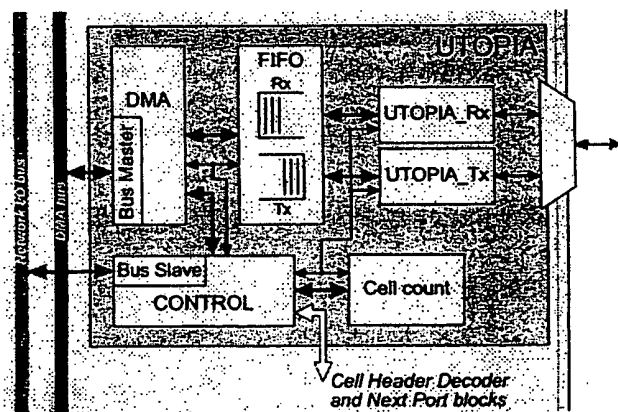 UTOPIA
FIFO
Rx
DMA
Bus Master
Tx
UTOPIA_Rx
UTOPIA_Tx
Network I/O bus
DMA bus
Bus Slave
CONTROL
Cell count
Cell Header Decoder
and Next Port blocks